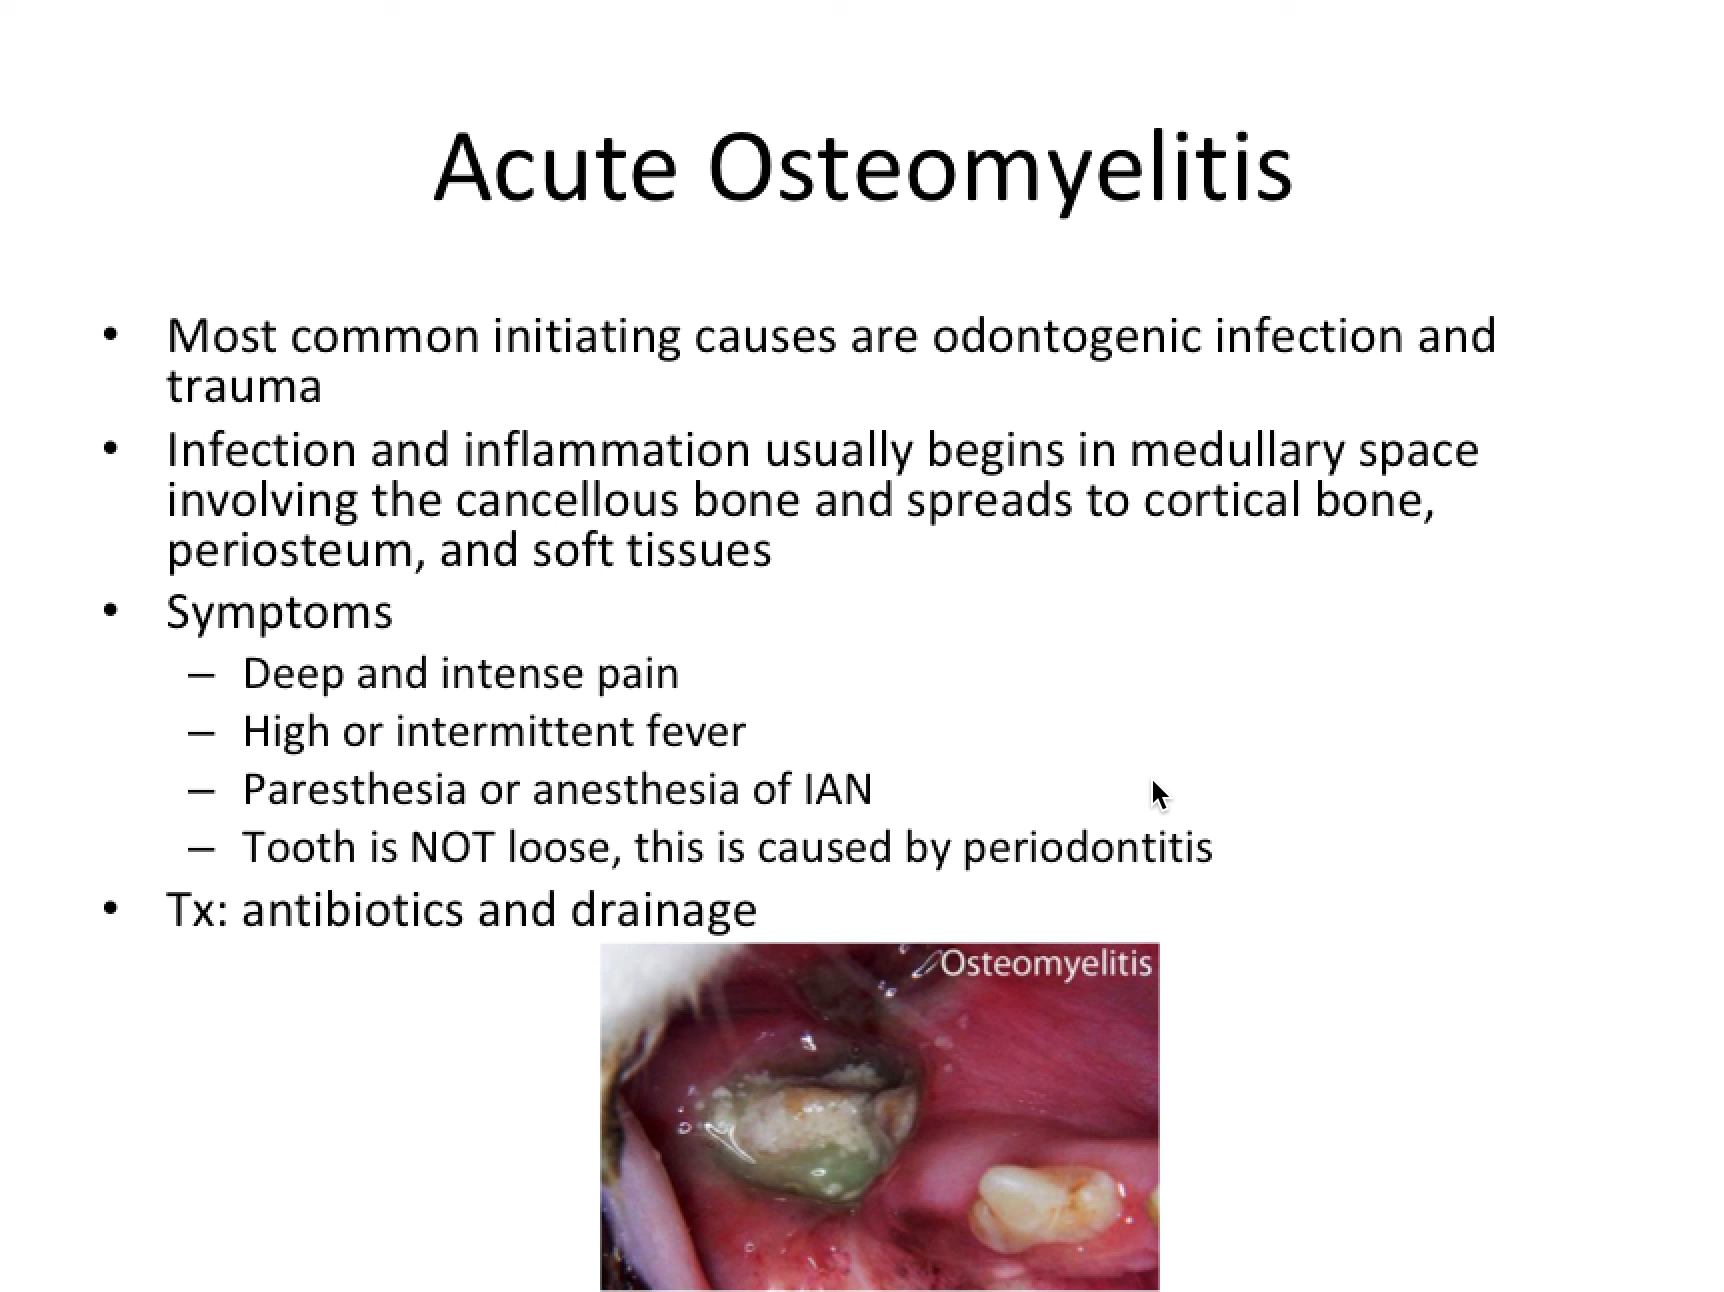 Acute Osteomyelitis
• Most common initiating causes are odontogenic infection and
trauma
• Infection and inflammation usually begins in medullary space
involving the cancellous bone and spreads to cortical bone,
periosteum, and soft tissues
• Symptoms
– Deep and intense pain
– High or intermittent fever
– Paresthesia or anesthesia of IAN
– Tooth is NOT loose, this is caused by periodontitis
• Tx: antibiotics and drainage
Osteomyelitis